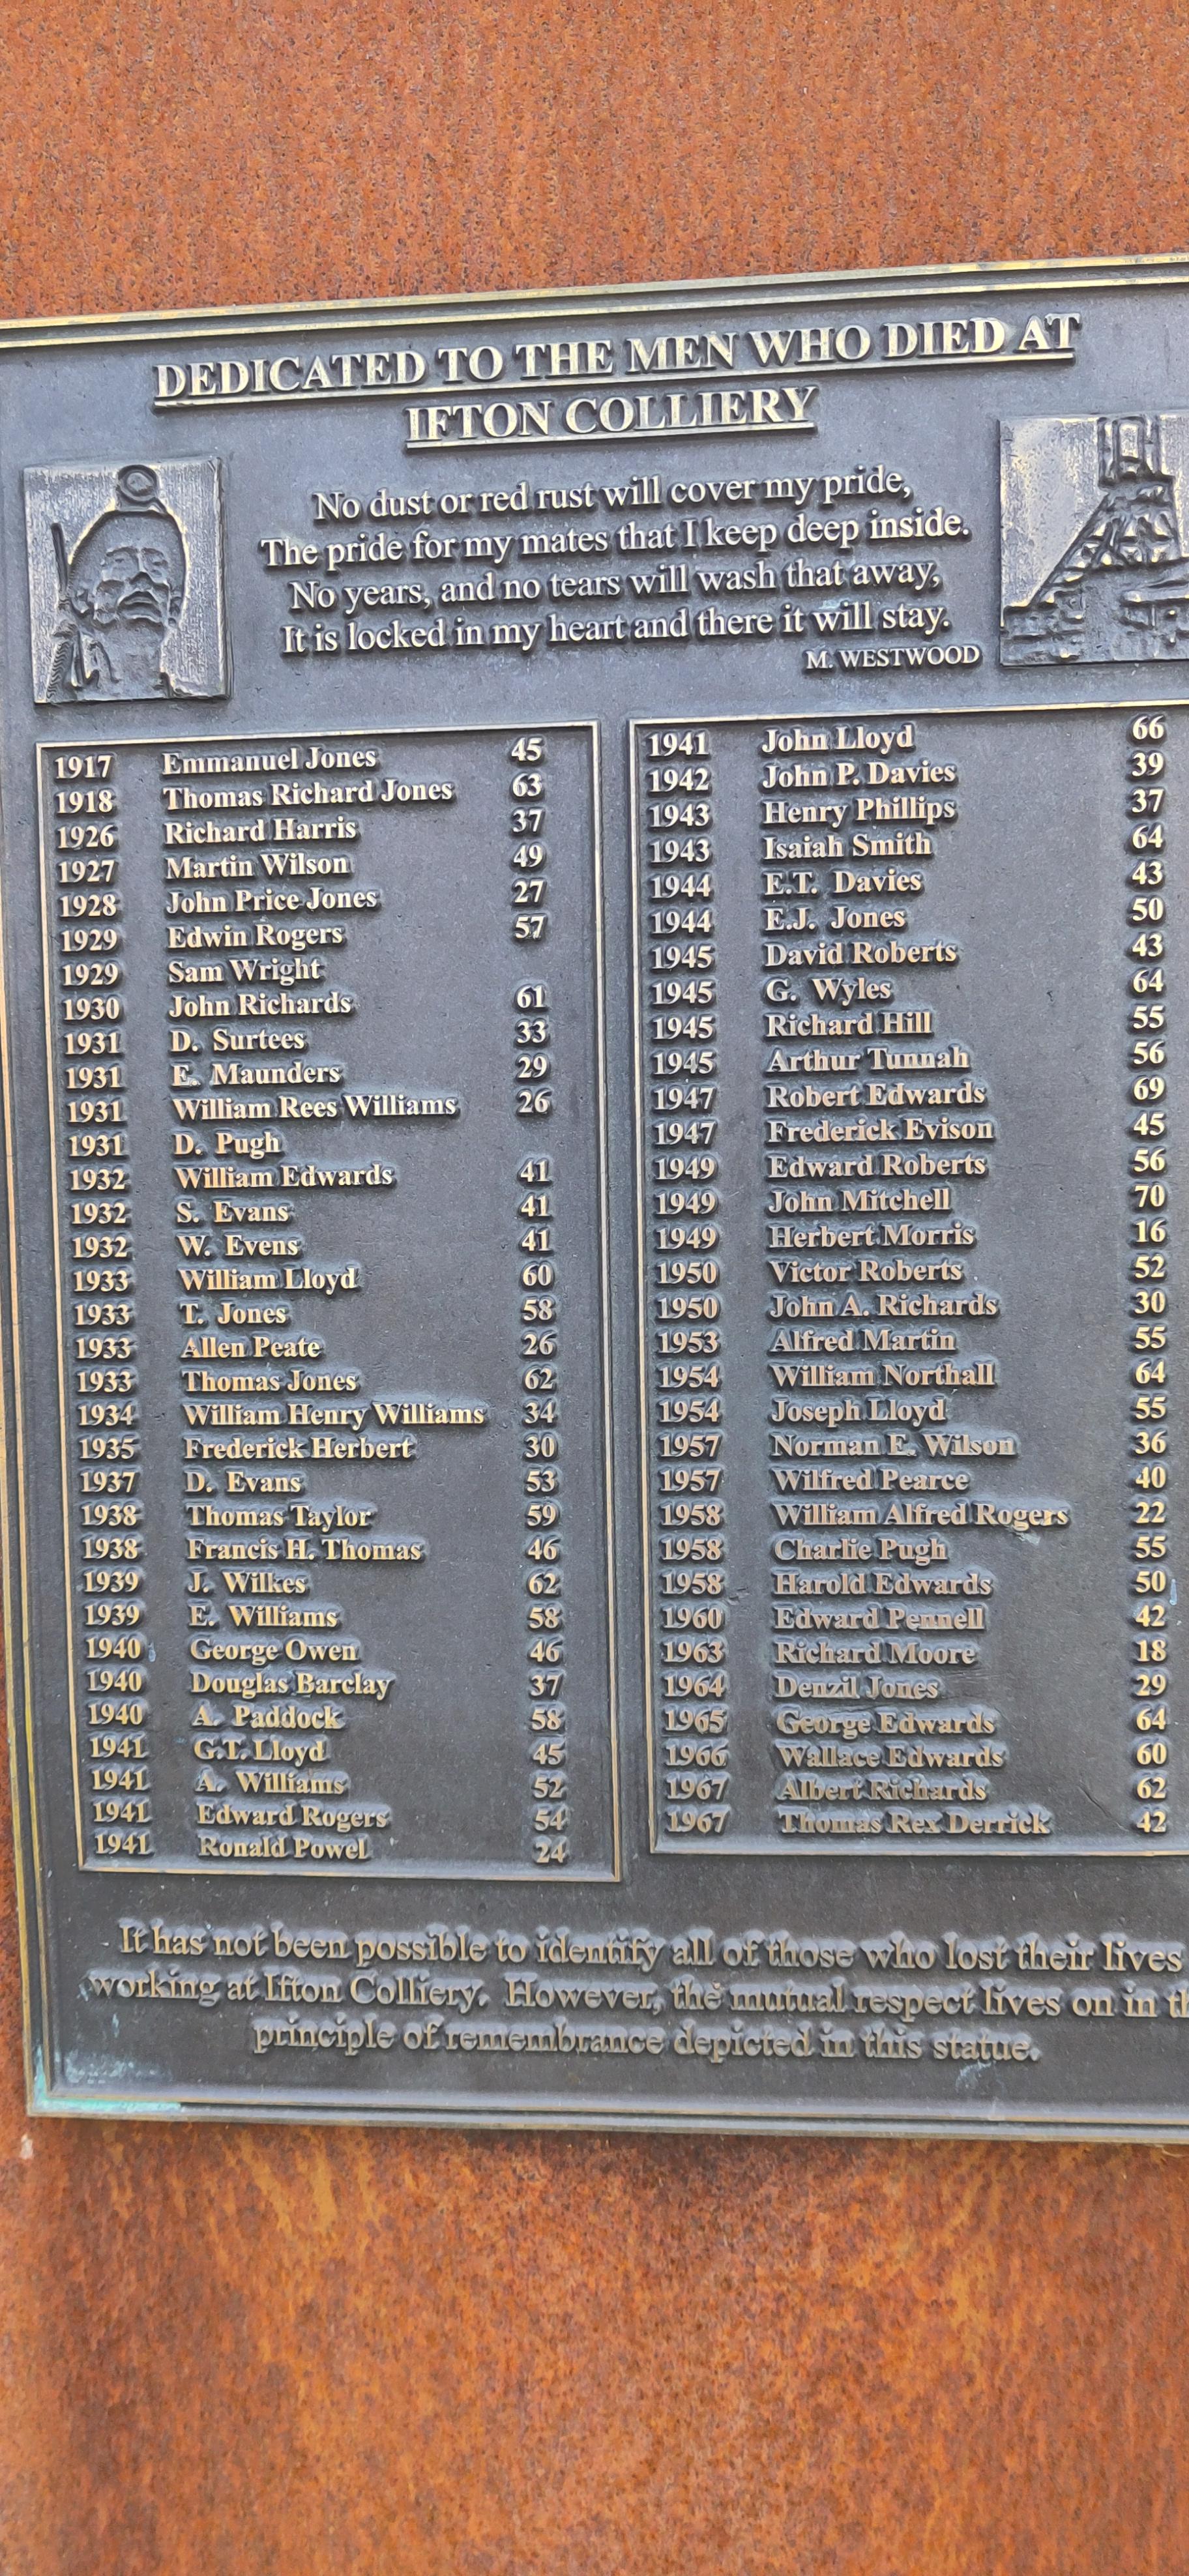 DEDICATED TO THE MEN WHO DIED AT
IFTON COLLIERY
No dust or red rust will cover my pride,
The pride for my mates that I keep deep inside.
No years, and no tears will wash that away,
It is locked in my heart and there it will stay.
M. WESTWOOD
1917 Emmanuel Jones 45
1918 Thomas Richard Jones 63
1926 Richard Harris 37
1927 Martin Wilson 49
1928 John Price Jones 27
1929 Edwin Rogers 57
1929 Sam Wright
1930 John Richards 61
1931 D. Surtees 33
1931 E. Maunders 29
1931 William Rees Williams 26
1931 D. Pugh
1932 William Edwards 41
1932 S. Evans 41
1932 W. Evens 41
1933 William Lloyd 60
1933 T. Jones 58
1933 Allen Peate 26
1933 Thomas Jones 62
1934 William Henry Williams 34
1935 Frederick Herbert 30
1937 D. Evans 53
1938 Thomas Taylor 59
1938 Francis H. Thomas 46
1939 J. Wilkes 62
1939 E. Williams 58
1940 George Owen 46
1940 Douglas Barclay 37
1940 A. Paddock 58
1941 G.T. Lloyd 45
1941 A. Williams 52
1941 Edward Rogers 54
1941 Ronald Powel 24
1941 John Lloyd 66
1942 John P. Davies 39
1943 Henry Phillips 37
1943 Isaiah Smith 64
1944 E.T. Davies 43
1944 E.J. Jones 50
1945 David Roberts 43
1945 G. Wyles 64
1945 Richard Hill 55
1945 Arthur Tunnah 56
1947 Robert Edwards 69
1947 Frederick Evison 45
1949 Edward Roberts 56
1949 John Mitchell 70
1949 Herbert Morris 16
1950 Victor Roberts 52
1950 John A. Richards 30
1953 Alfred Martin 55
1954 William Northall 64
1954 Joseph Lloyd 55
1957 Norman E. Wilson 36
1957 Wilfred Pearce 40
1958 William Alfred Rogers 22
1958 Charlie Pugh 55
1958 Harold Edwards 50
1960 Edward Pennell 42
1963 Richard Moore 18
1964 Denzil Jones 29
1965 George Edwards 64
1966 Wallace Edwards 60
1967 Albert Richards 62
1967 Thomas Rex Derrick 42
It has not been possible to identify all of those who lost their lives
working at Ifton Colliery. However, the mutual respect lives on in
principle of remembrance depicted in this statue.